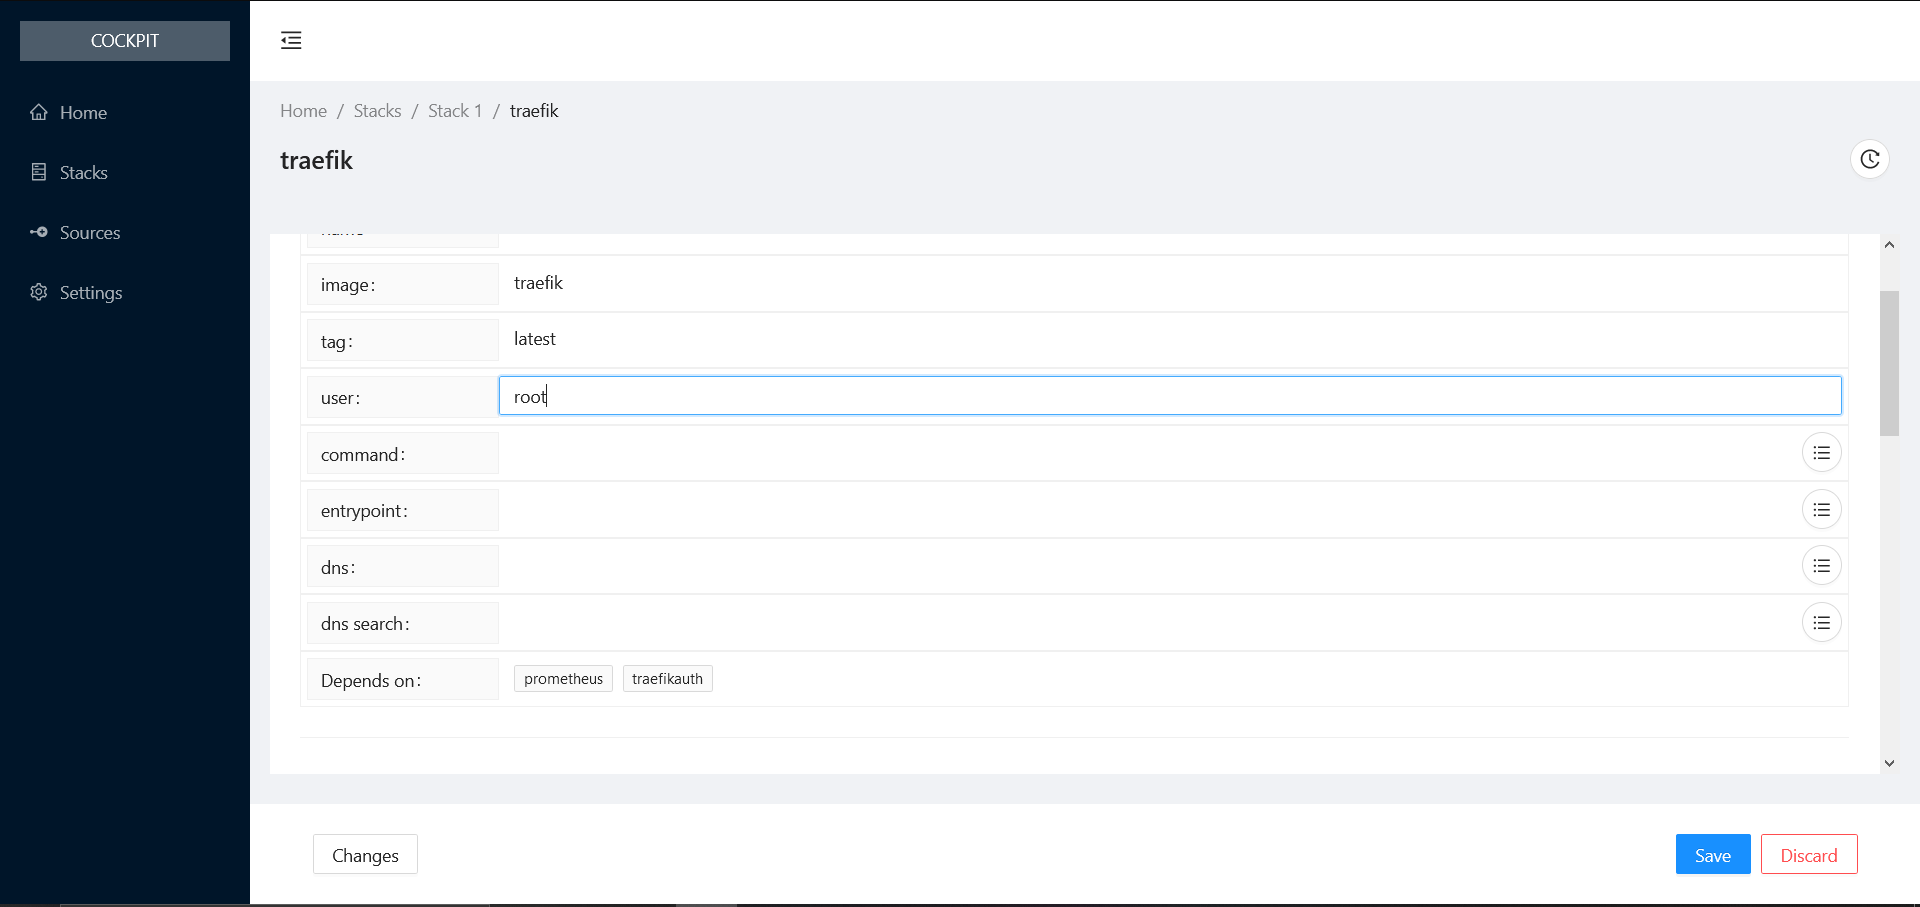 COCKPIT
Home
Stacks
Sources
Settings
Home / Stacks / Stack 1 / traefik
traefik
image: traefik
tag: latest
user: root
command:
entrypoint:
dns:
dns search:
Depends on: prometheus traefikauth
Changes Save Discard